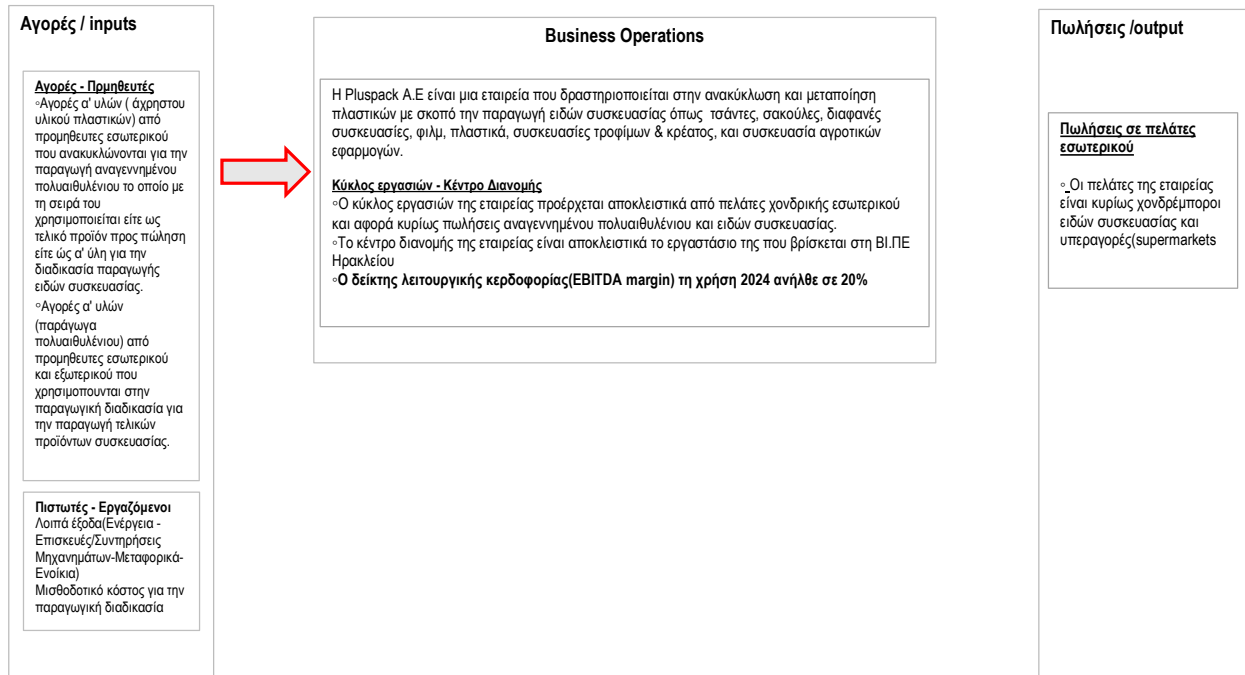 Αγορές / inputs
Αγορές - Πρμηθευτές
◦Αγορές α' υλών ( άχρηστου
υλικού πλαστικών) από
προμηθευτες εσωτερικού
που ανακυκλώνονται για την
παραγωγή αναγεννημένου
πολυαιθυλένιου το οποίο με
τη σειρά του
χρησιμοποιείται είτε ως
τελικό προϊόν προς πώληση
είτε ώς α' ύλη για την
διαδικασία παραγωγής
ειδών συσκευασίας.
◦Αγορές α' υλών
(παράγωγα
πολυαιθυλένιου) από
προμηθευτες εσωτερικού
και εξωτερικού που
χρησιμοπουνται στην
παραγωγική διαδικασία για
την παραγωγή τελικών
προϊόντων συσκευασίας.
Πιστωτές - Εργαζόμενοι
Λοιπά έξοδα(Ενέργεια -
Επισκευές/Συντηρήσεις
Μηχανημάτων-Μεταφορικά-
Ενοίκια)
Μισθοδοτικό κόστος για την
παραγωγική διαδικασία
Business Operations
Η Pluspack Α.Ε είναι μια εταιρεία που δραστηριοποιείται στην ανακύκλωση και μεταποίηση
πλαστικών με σκοπό την παραγωγή ειδών συσκευασίας όπως τσάντες, σακούλες, διαφανές
συσκευασίες, φιλμ, πλαστικά, συσκευασίες τροφίμων & κρέατος, και συσκευασία αγροτικών
εφαρμογών.
Κύκλος εργασιών - Κέντρο Διανομής
◦Ο κύκλος εργασιών της εταιρείας προέρχεται αποκλειστικά από πελάτες χονδρικής εσωτερικού
και αφορά κυρίως πωλήσεις αναγεννημένου πολυαιθυλένιου και ειδών συσκευασίας.
◦Το κέντρο διανομής της εταιρείας είναι αποκλειστικά το εργαστάσιο της που βρίσκεται στη ΒΙ.ΠΕ
Ηρακλείου
◦Ο δείκτης λειτουργικής κερδοφορίας(EBITDA margin) τη χρήση 2024 ανήλθε σε 20%
Πωλήσεις /output
Πωλήσεις σε πελάτες
εσωτερικού
◦ Οι πελάτες της εταιρείας
είναι κυρίως χονδρέμποροι
ειδών συσκευασίας και
υπεραγορές(supermarkets